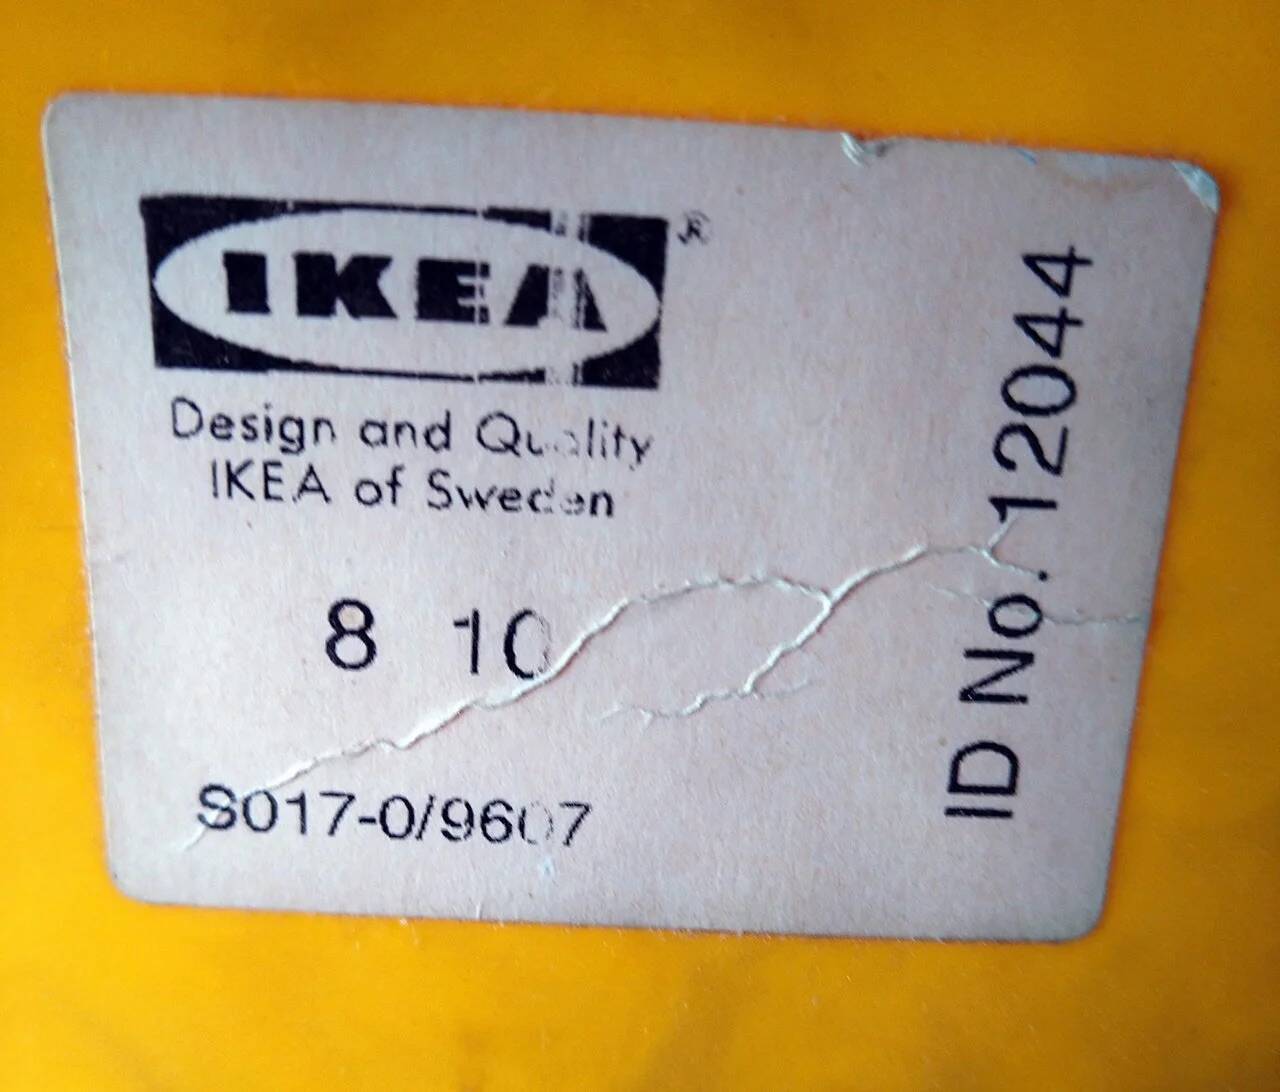 IKEA ®
Design and Quality
IKEA of Sweden
8 10
S017-0/9607
ID No. 12044